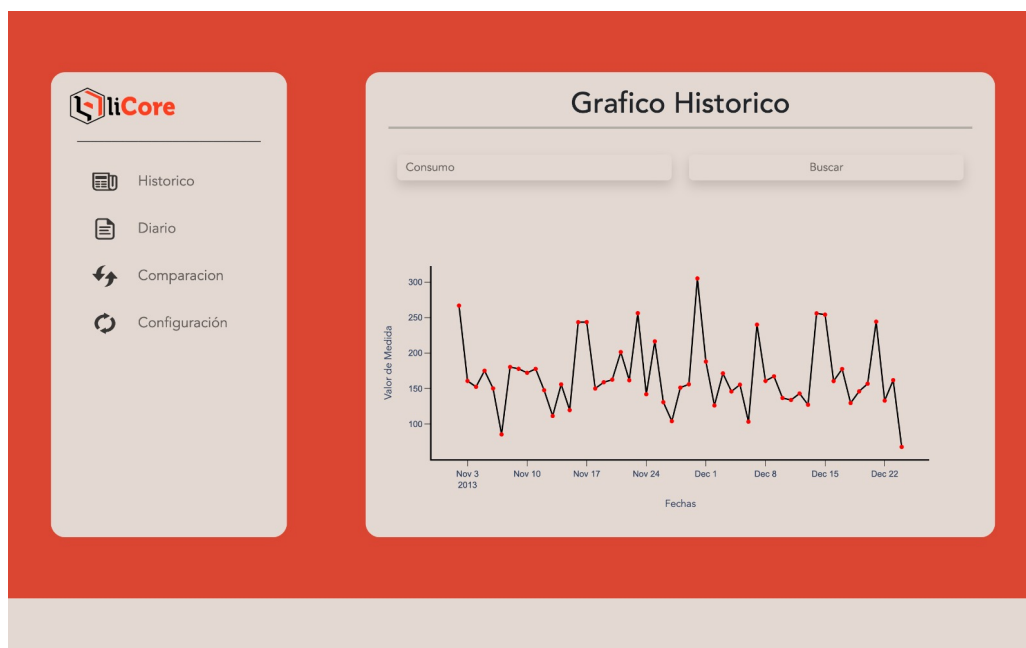 liCore
Historico
Diario
Comparacion
Configuración
Grafico Historico
Consumo
Buscar
Valor de Medida
300
250
200
150
100
Nov 3
2013
Nov 10
Nov 17
Nov 24
Dec 1
Dec 8
Dec 15
Dec 22
Fechas